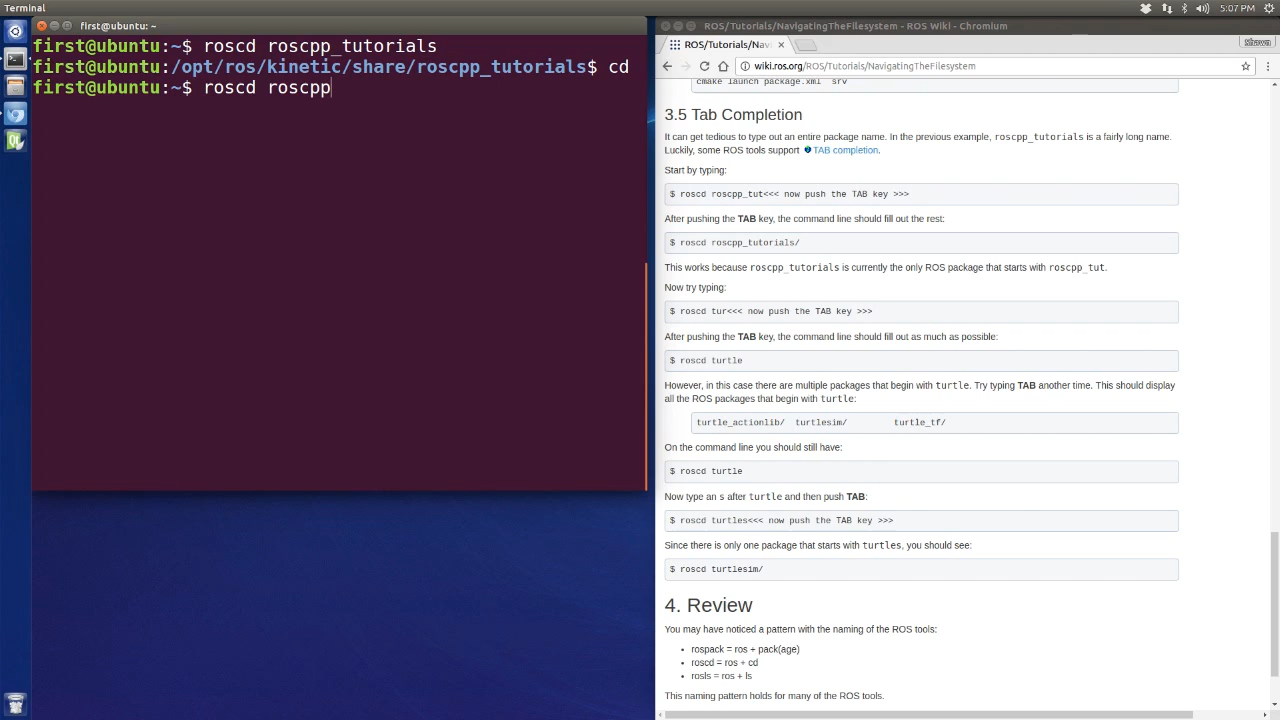 Terminal
5:07 PM
first@ubuntu: ~
first@ubuntu:~$ roscd roscpp_tutorials
first@ubuntu:/opt/ros/kinetic/share/roscpp_tutorials$ cd
first@ubuntu:~$ roscd roscpp
ROS/Tutorials/NavigatingTheFilesystem - ROS Wiki - Chromium
ROS/Tutorials/Nav
Shawn
wiki.ros.org/ROS/Tutorials/NavigatingTheFilesystem
cmake launch package.xml srv
3.5 Tab Completion
It can get tedious to type out an entire package name. In the previous example, roscpp_tutorials is a fairly long name.
Luckily, some ROS tools support TAB completion.
Start by typing:
$ roscd roscpp_tut<<< now push the TAB key >>>
After pushing the TAB key, the command line should fill out the rest:
$ roscd roscpp_tutorials/
This works because roscpp_tutorials is currently the only ROS package that starts with roscpp_tut.
Now try typing:
$ roscd tur<<< now push the TAB key >>>
After pushing the TAB key, the command line should fill out as much as possible:
$ roscd turtle
However, in this case there are multiple packages that begin with turtle. Try typing TAB another time. This should display
all the ROS packages that begin with turtle:
turtle_actionlib/ turtlesim/ turtle_tf/
On the command line you should still have:
$ roscd turtle
Now type an s after turtle and then push TAB:
$ roscd turtles<<< now push the TAB key >>>
Since there is only one package that starts with turtles, you should see:
$ roscd turtlesim/
4. Review
You may have noticed a pattern with the naming of the ROS tools:
• rospack = ros + pack(age)
• roscd = ros + cd
• rosls = ros + ls
This naming pattern holds for many of the ROS tools.